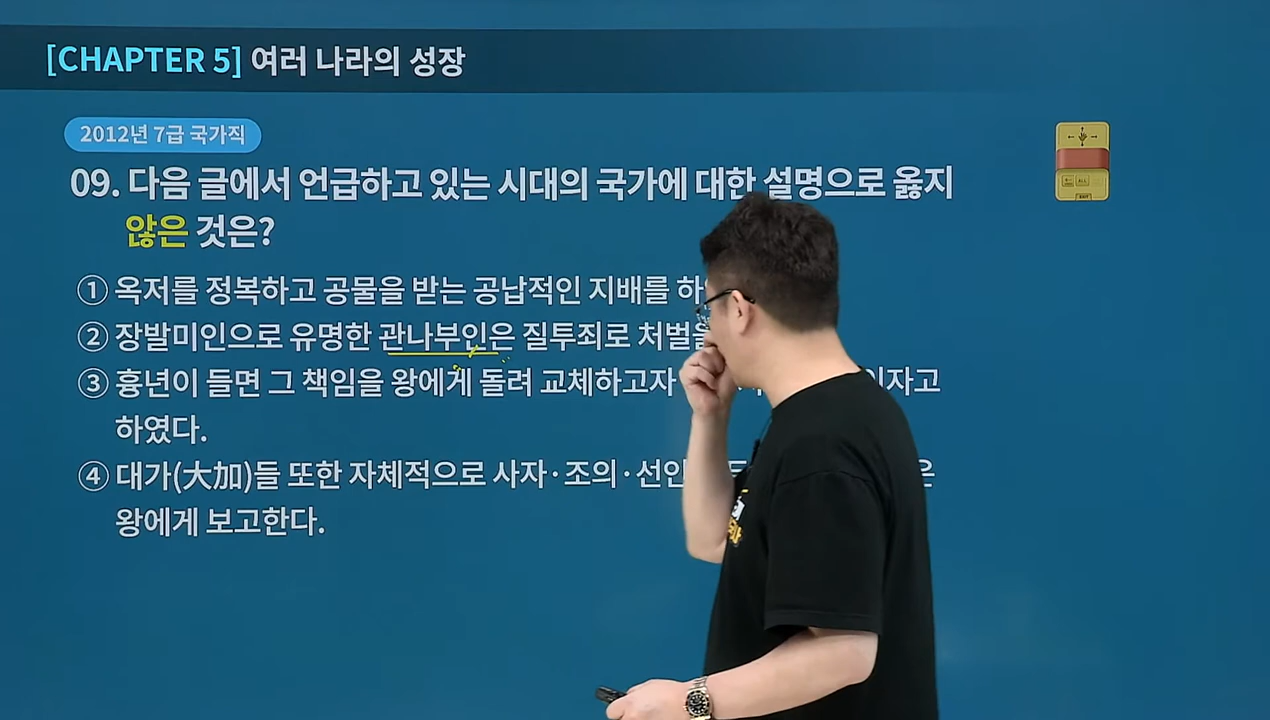 [CHAPTER 5] 여러 나라의 성장
2012년 7급 국가직
09. 다음 글에서 언급하고 있는 시대의 국가에 대한 설명으로 옳지
않은 것은?
① 옥저를 정복하고 공물을 받는 공납적인 지배를
② 장발미인으로 유명한 관나부인은 질투죄로
③ 흉년이 들면 그 책임을 왕에게 돌려 교체하고자
하였다.
④ 대가(大加)들 또한 자체적으로 사자·조의·선인
왕에게 보고한다.